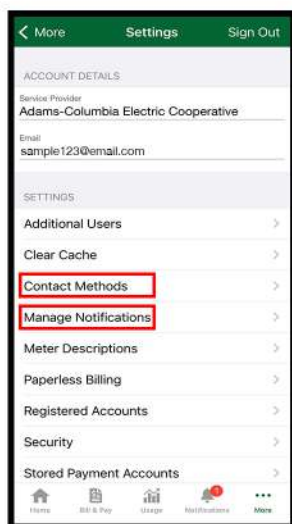 More Settings Sign Out
ACCOUNT DETAILS
Service Provider
Adams-Columbia Electric Cooperative
Email
sample123@email.com
SETTINGS
Additional Users
Clear Cache
Contact Methods
Manage Notifications
Meter Descriptions
Paperless Billing
Registered Accounts
Security
Stored Payment Accounts
Home Bill & Pay Usage Notifications More